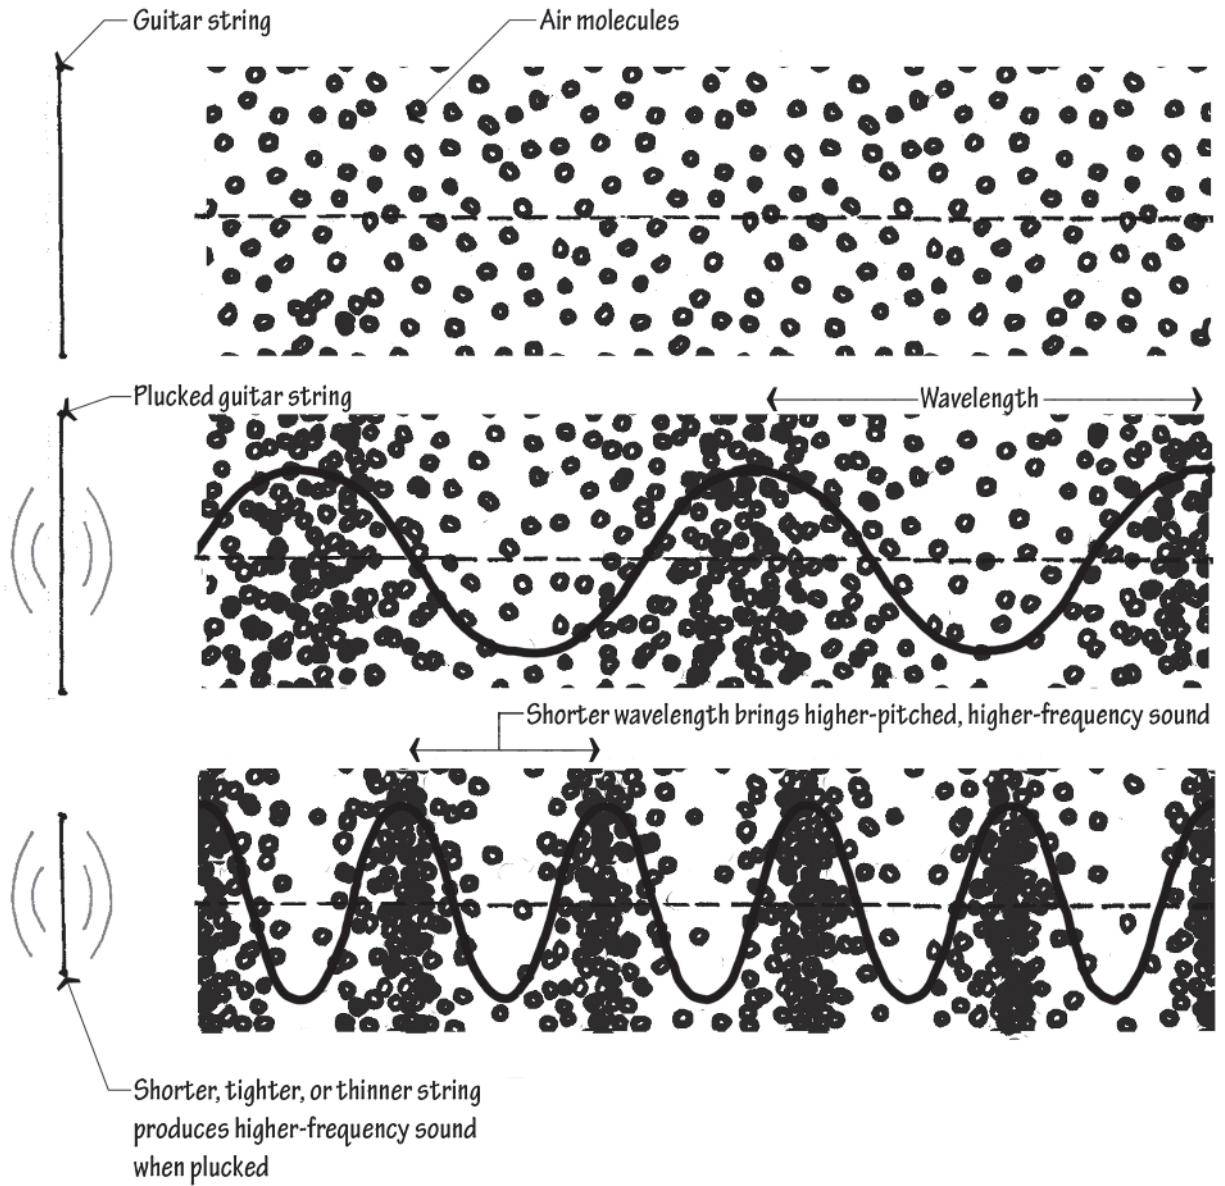 Guitar string
Air molecules
Plucked guitar string
Wavelength
Shorter wavelength brings higher-pitched, higher-frequency sound
Shorter, tighter, or thinner string
produces higher-frequency sound
when plucked